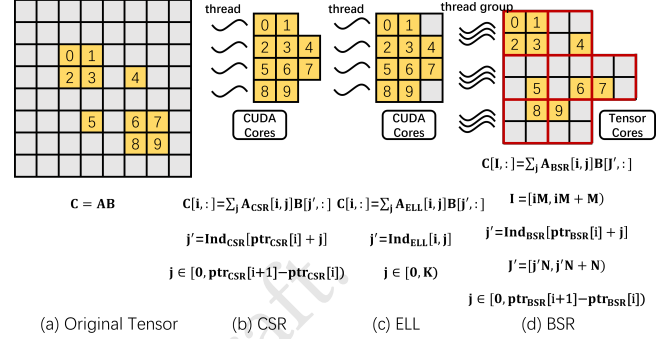 thread
thread
thread group
0 1
2 3 4
5 6 7
8 9
0 1
2 3 4
5 6 7
8 9
0 1
2 3 4
5 6 7
8 9
0 1
2 3 4
5 6 7
8 9
CUDA Cores
CUDA Cores
Tensor Cores
C = AB
C[i,:]=∑j ACSR[i,j]B[j′,:]
j′=IndCSR[ptrCSR[i] + j]
j ∈ [0, ptrCSR[i+1]−ptrCSR[i])
C[i,:]=∑j AELL[i,j]B[j′,:]
j′=IndELL[i,j]
j ∈ [0, K)
C[I,:]=∑j ABSR[i,j]B[J′,:]
I =[iM, iM + M)
j′=IndBSR[ptrBSR[i] + j]
J′=[j′N, j′N + N)
j ∈ [0, ptrBSR[i+1]−ptrBSR[i])
(a) Original Tensor
(b) CSR
(c) ELL
(d) BSR
raft.